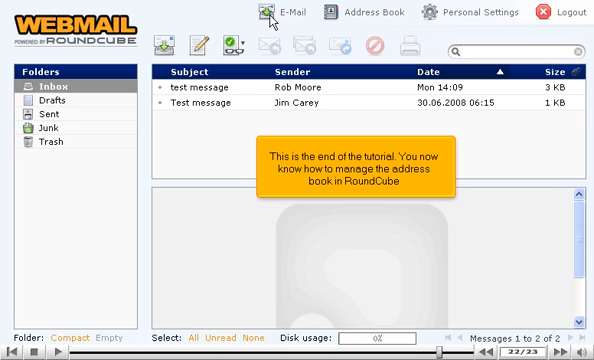 WEBMAIL
POWERED BY ROUNDCUBE
E-Mail Address Book Personal Settings Logout
Folders
Inbox
Drafts
Sent
Junk
Trash
Subject Sender Date Size
test message Rob Moore Mon 14:09 3 KB
Test message Jim Carey 30.06.2008 06:15 1 KB
This is the end of the tutorial. You now
know how to manage the address
book in RoundCube
Folder: Compact Empty Select: All Unread None Disk usage: 0% Messages 1 to 2 of 2
22/23